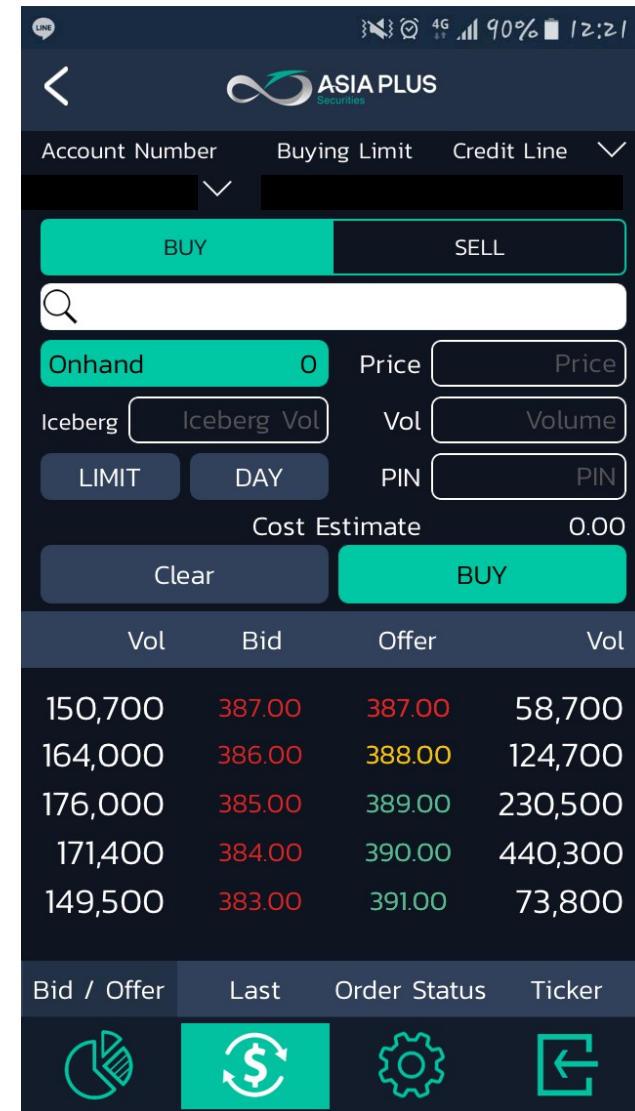 LINE 4G 90% 12:21
ASIA PLUS
Securities
Account Number Buying Limit Credit Line
BUY SELL
Onhand 0 Price Price
Iceberg Iceberg Vol Vol Volume
LIMIT DAY PIN PIN
Cost Estimate 0.00
Clear BUY
Vol Bid Offer Vol
150,700 387.00 387.00 58,700
164,000 386.00 388.00 124,700
176,000 385.00 389.00 230,500
171,400 384.00 390.00 440,300
149,500 383.00 391.00 73,800
Bid / Offer Last Order Status Ticker
$